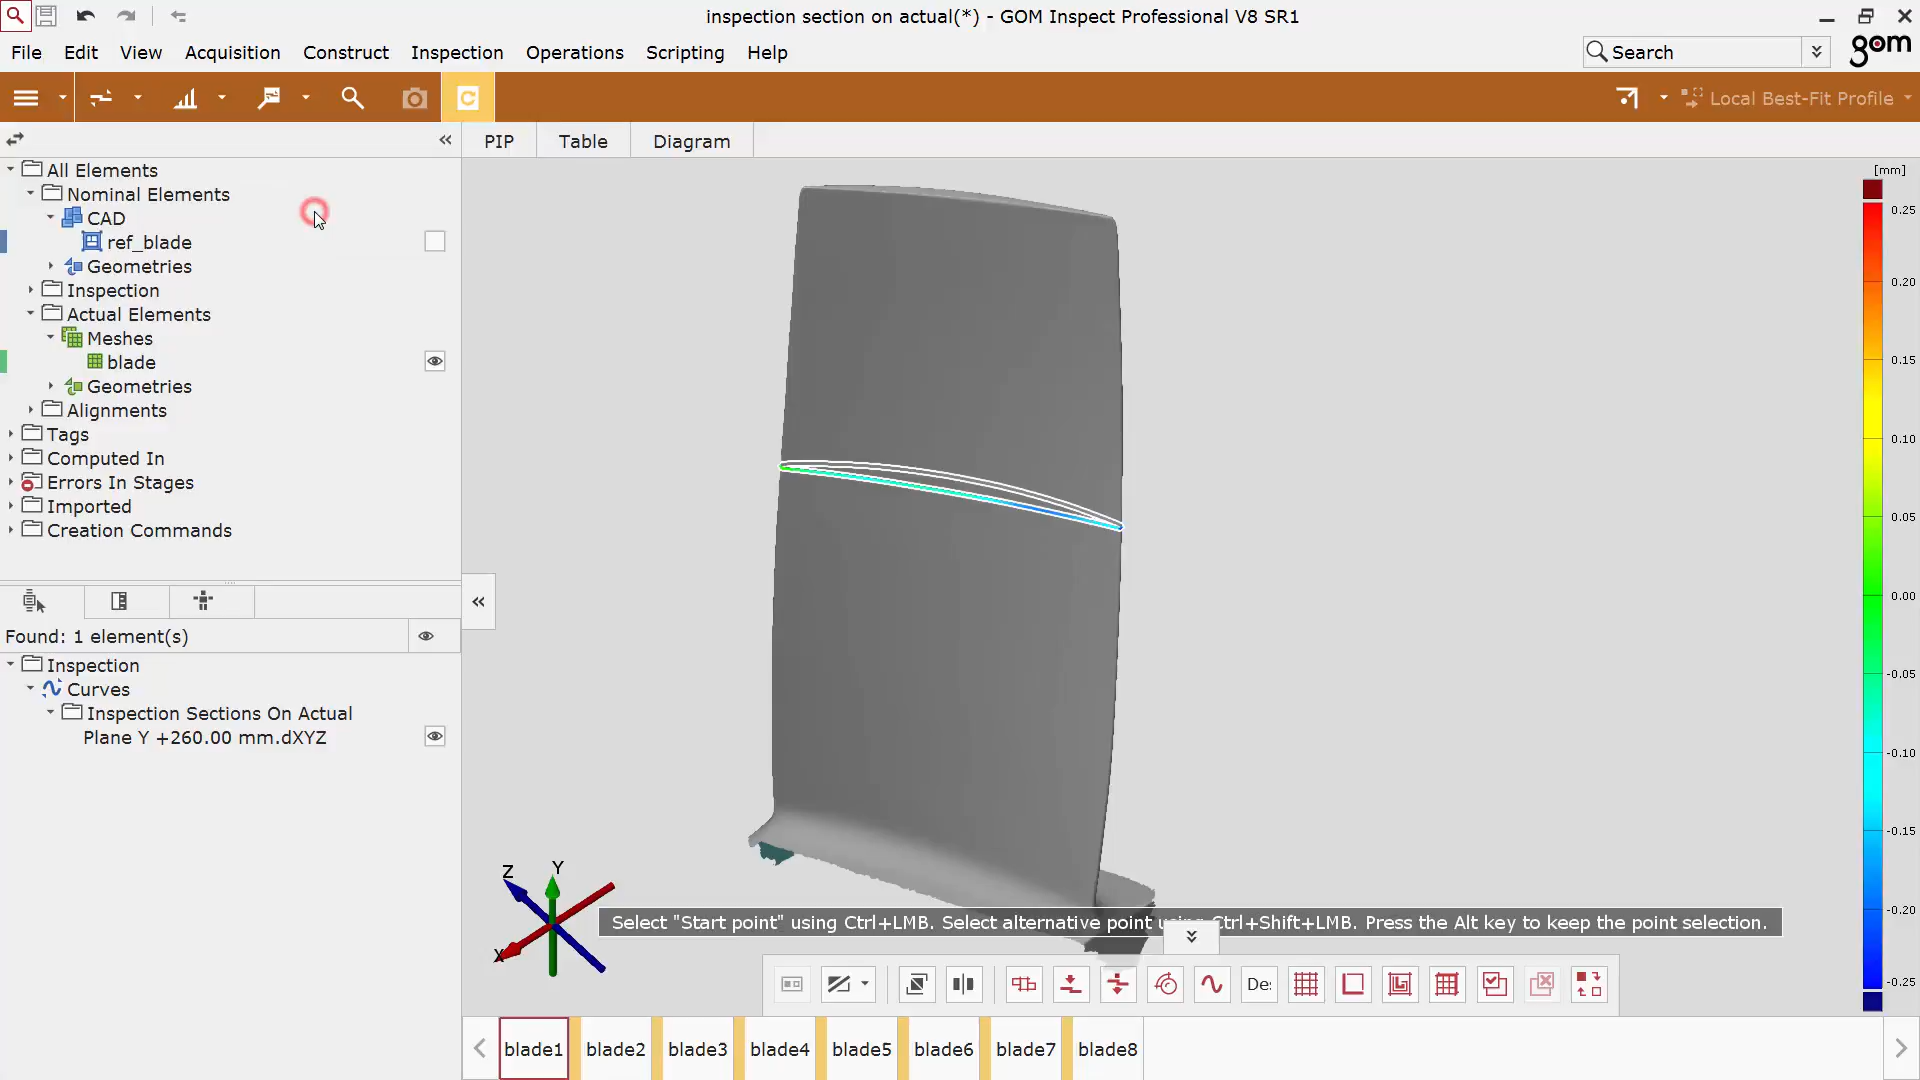 inspection section on actual(*) - GOM Inspect Professional V8 SR1
File Edit View Acquisition Construct Inspection Operations Scripting Help
Search
gom
Local Best-Fit Profile
PIP Table Diagram
All Elements
Nominal Elements
CAD
ref_blade
Geometries
Inspection
Actual Elements
Meshes
blade
Geometries
Alignments
Tags
Computed In
Errors In Stages
Imported
Creation Commands
Found: 1 element(s)
Inspection
Curves
Inspection Sections On Actual
Plane Y +260.00 mm.dXYZ
[mm]
0.25
0.20
0.15
0.10
0.05
0.00
-0.05
-0.10
-0.15
-0.20
-0.25
Z Y X
Select "Start point" using Ctrl+LMB. Select alternative point Ctrl+Shift+LMB. Press the Alt key to keep the point selection.
De
blade1 blade2 blade3 blade4 blade5 blade6 blade7 blade8